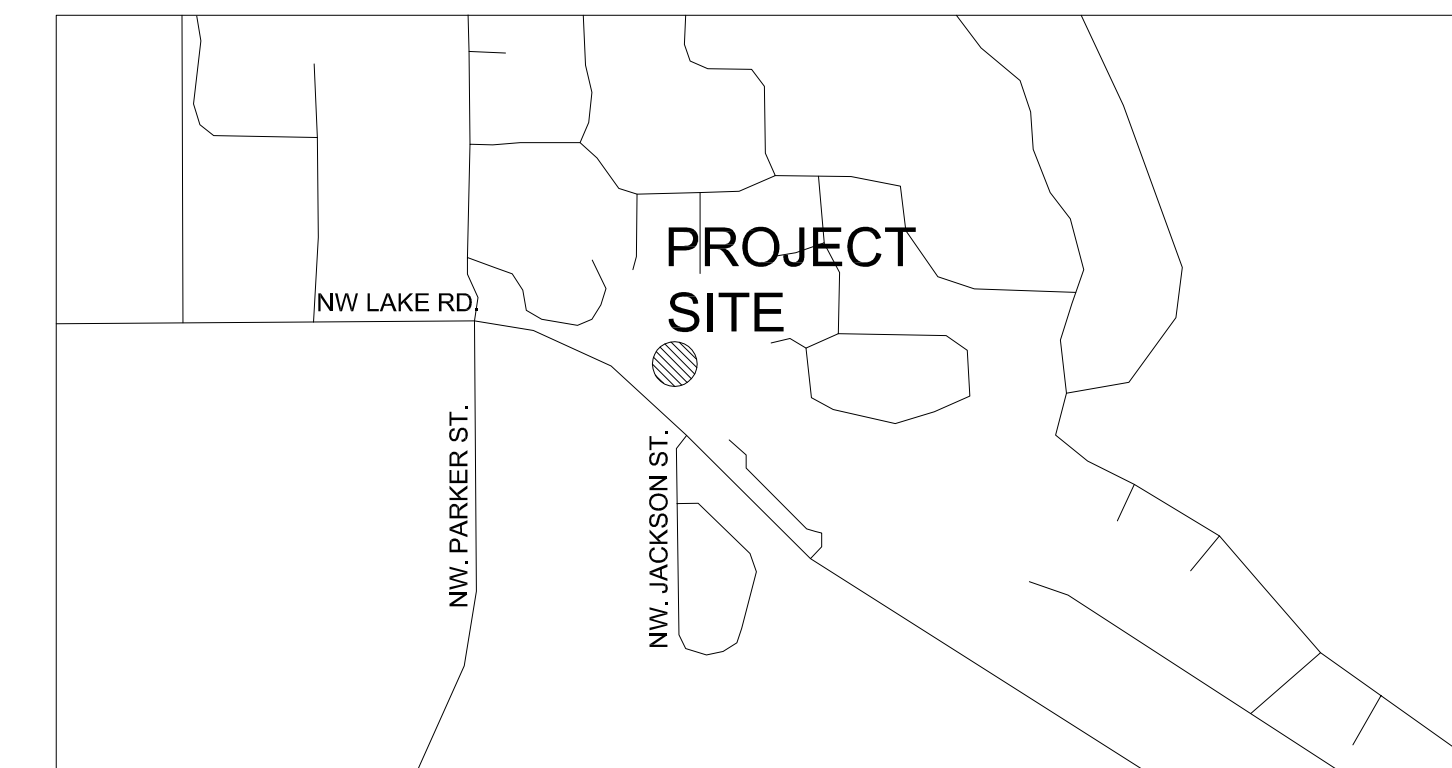 PROJECT
SITE
NW LAKE RD.
NW. PARKER ST.
NW. JACKSON ST.